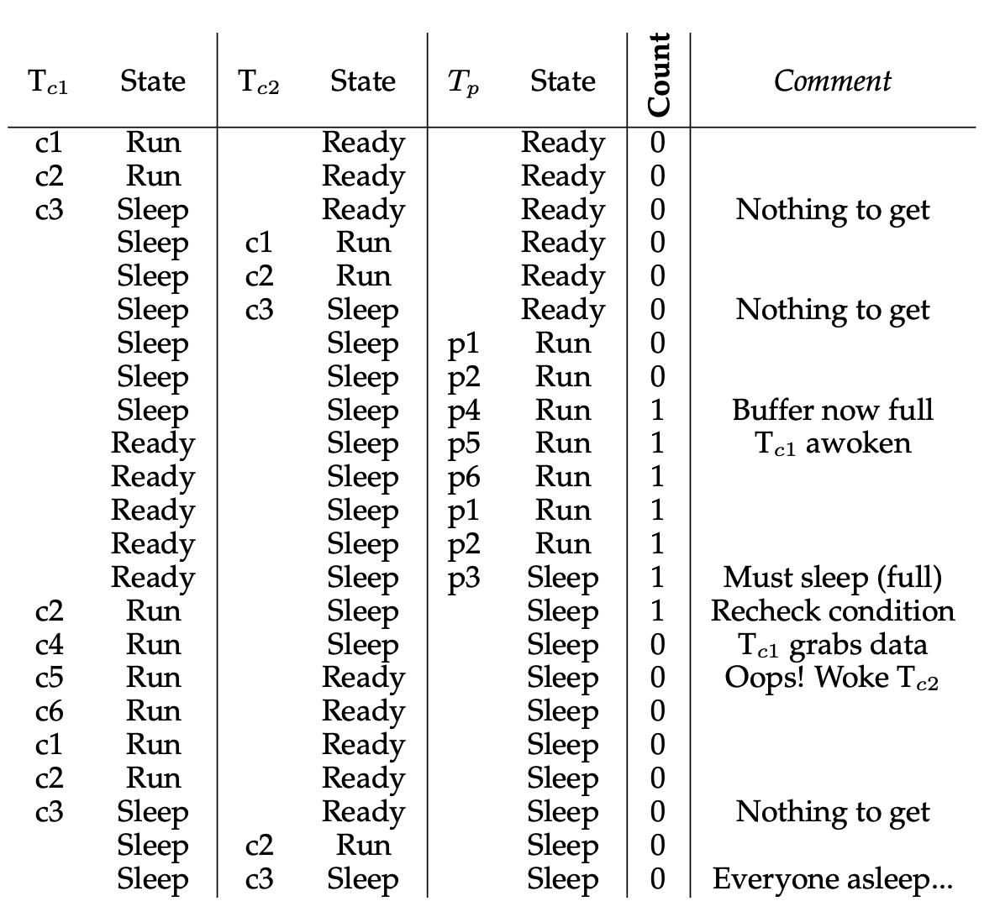 T_{c1} State T_{c2} State T_p State Count Comment
c1 Run Ready Ready 0
c2 Run Ready Ready 0
c3 Sleep Ready Ready 0 Nothing to get
Sleep c1 Run Ready 0
Sleep c2 Run Ready 0
Sleep c3 Sleep Ready 0 Nothing to get
Sleep Sleep p1 Run 0
Sleep Sleep p2 Run 0
Sleep Sleep p4 Run 1 Buffer now full
Ready Sleep p5 Run 1 T_{c1} awoken
Ready Sleep p6 Run 1
Ready Sleep p1 Run 1
Ready Sleep p2 Run 1
Ready Sleep p3 Sleep 1 Must sleep (full)
c2 Run Sleep Sleep 1 Recheck condition
c4 Run Sleep Sleep 0 T_{c1} grabs data
c5 Run Ready Sleep 0 Oops! Woke T_{c2}
c6 Run Ready Sleep 0
c1 Run Ready Sleep 0
c2 Run Ready Sleep 0
c3 Sleep Ready Sleep 0 Nothing to get
Sleep c2 Run Sleep 0
Sleep c3 Sleep Sleep 0 Everyone asleep...